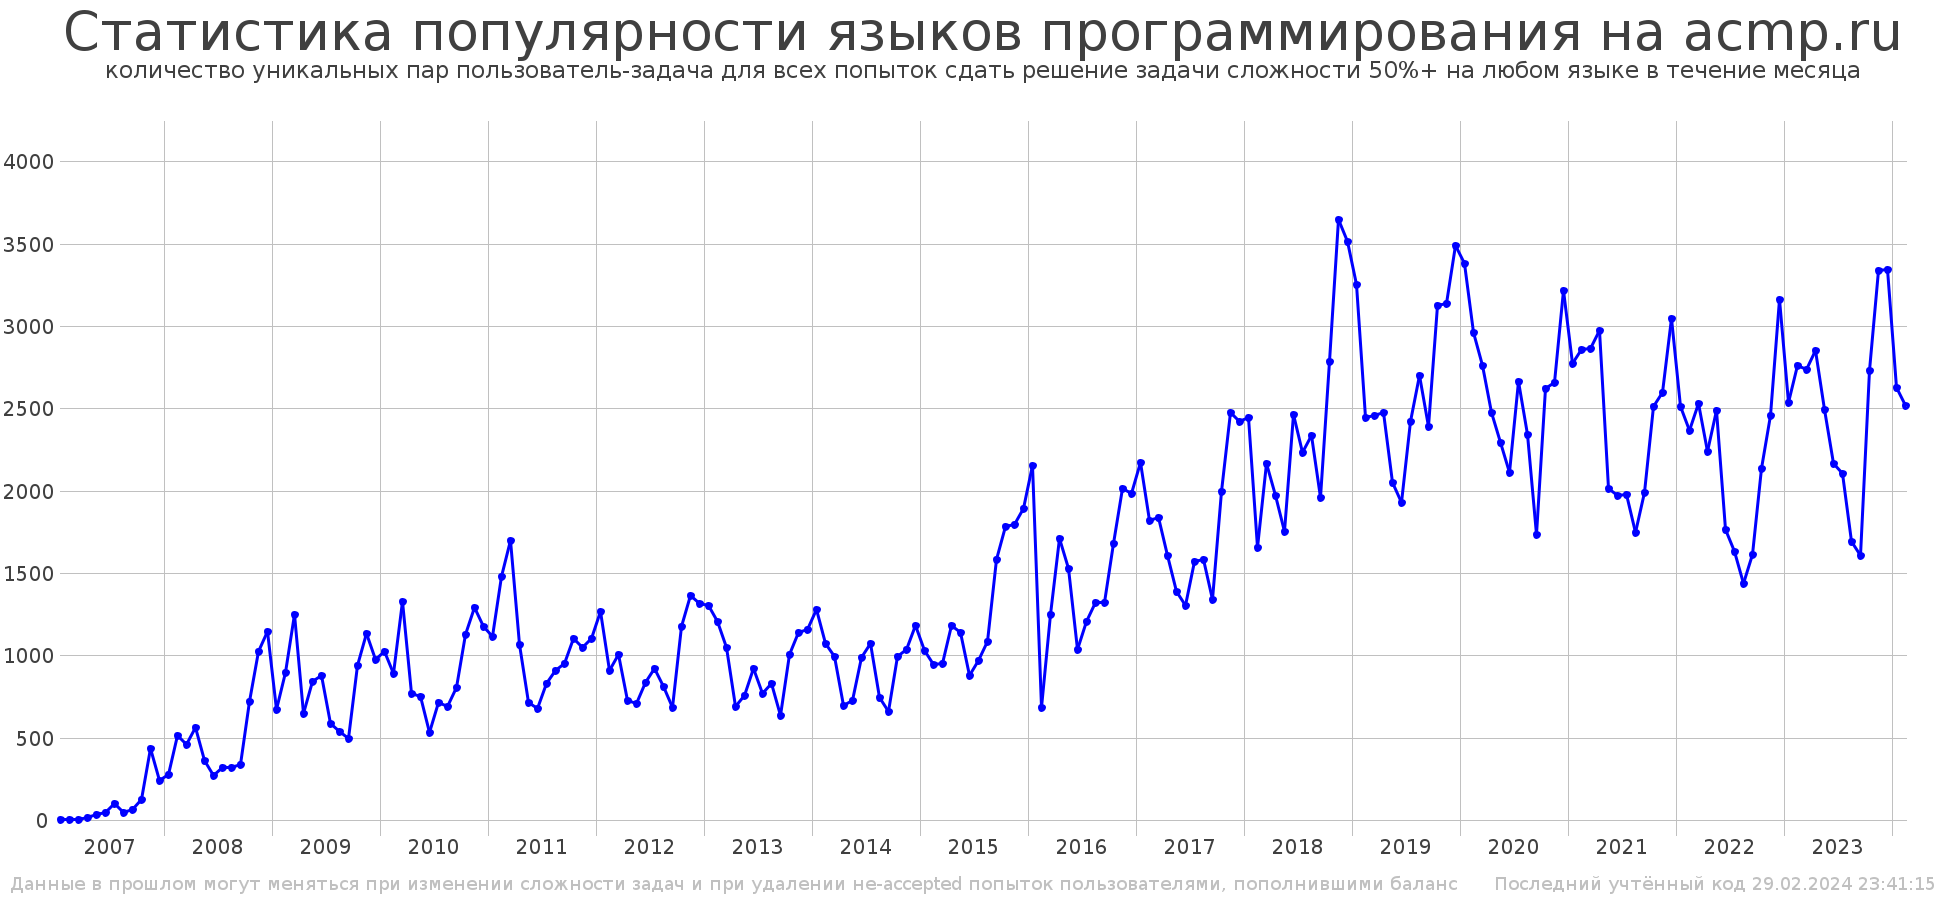 Статистика популярности языков программирования на acmp.ru
количество уникальных пар пользователь-задача для всех попыток сдать решение задачи сложности 50%+ на любом языке в течение месяца
4000
3500
3000
2500
2000
1500
1000
500
0
2007 2008 2009 2010 2011 2012 2013 2014 2015 2016 2017 2018 2019 2020 2021 2022 2023
Данные в прошлом могут меняться при изменении сложности задач и при удалении не-accepted попыток пользователями, пополнившими баланс Последний учтённый код 29.02.2024 23:41:15